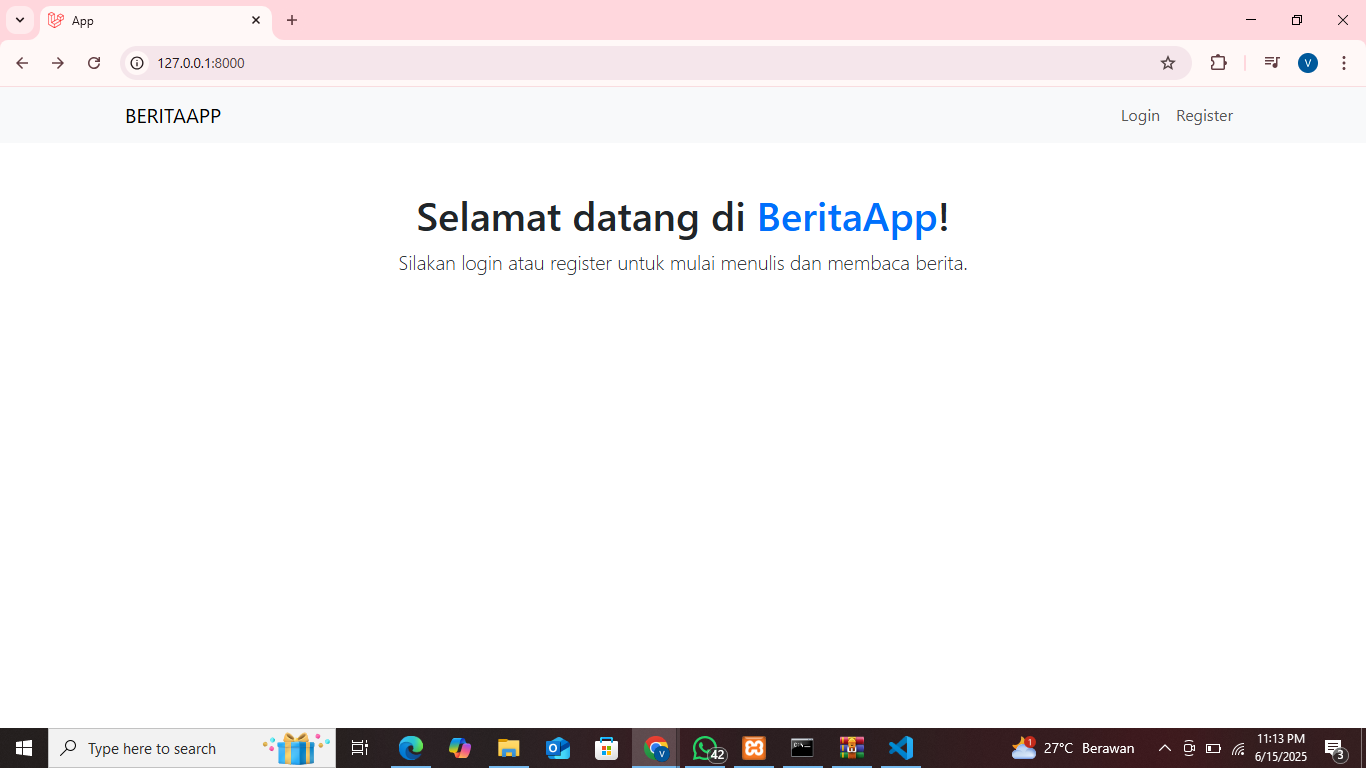 App
127.0.0.1:8000
V
BERITAAPP
Login
Register
Selamat datang di BeritaApp!
Silakan login atau register untuk mulai menulis dan membaca berita.
Type here to search
V
42
1
27°C Berawan
11:13 PM
6/15/2025
3